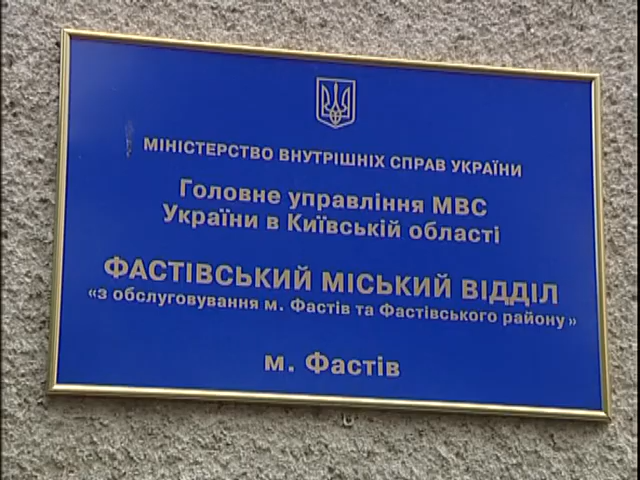 МІНІСТЕРСТВО ВНУТРІШНІХ СПРАВ УКРАЇНИ
Головне управління МВС
України в Київській області
ФАСТІВСЬКИЙ МІСЬКИЙ ВІДДІЛ
«з обслуговування м. Фастів та Фастівського району»
м. Фастів